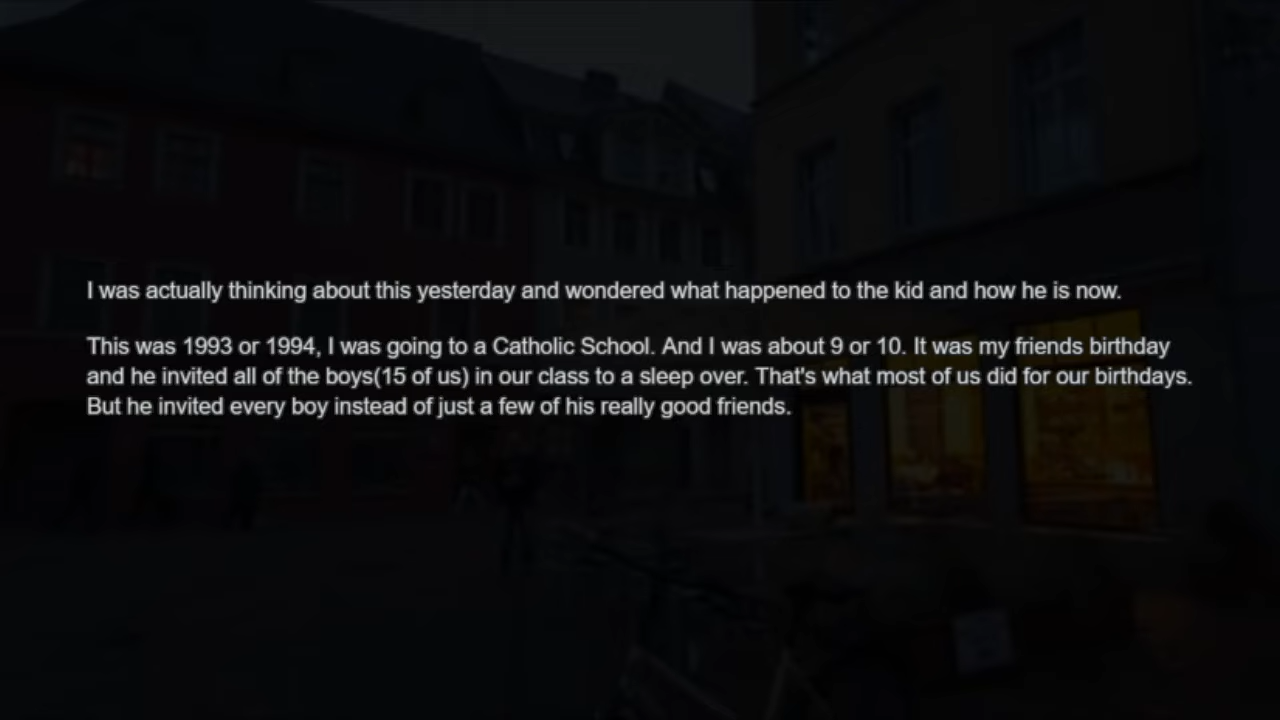 I was actually thinking about this yesterday and wondered what happened to the kid and how he is now.
This was 1993 or 1994, I was going to a Catholic School. And I was about 9 or 10. It was my friends birthday
and he invited all of the boys(15 of us) in our class to a sleep over. That's what most of us did for our birthdays.
But he invited every boy instead of just a few of his really good friends.